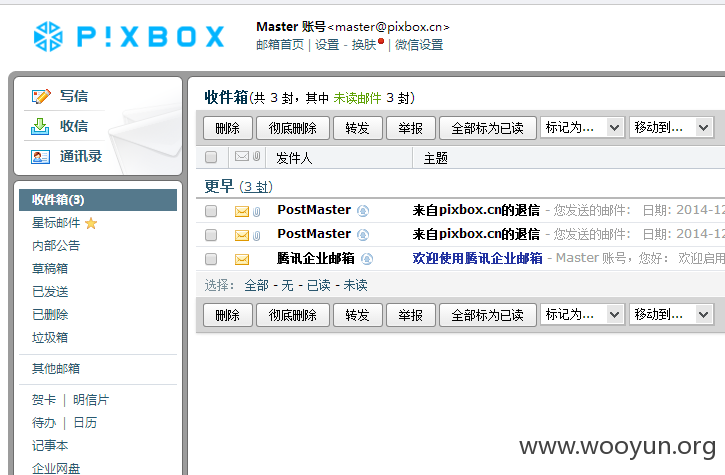 PIXBOX
Master 账号<master@pixbox.cn>
邮箱首页 | 设置 - 换肤 | 微信设置
写信
收信
通讯录
收件箱(3)
星标邮件
内部公告
草稿箱
已发送
已删除
垃圾箱
其他邮箱
贺卡 | 明信片
待办 | 日历
记事本
企业网盘
收件箱(共 3 封，其中 未读邮件 3 封)
删除 彻底删除 转发 举报 全部标为已读 标记为... 移动到...
发件人 主题
更早 (3 封)
PostMaster 来自pixbox.cn的退信 - 您发送的邮件： 日期: 2014-12
PostMaster 来自pixbox.cn的退信 - 您发送的邮件： 日期: 2014-12
腾讯企业邮箱 欢迎使用腾讯企业邮箱 - Master 账号，您好： 欢迎启用
选择： 全部 - 无 - 已读 - 未读
删除 彻底删除 转发 举报 全部标为已读 标记为... 移动到...
www.wooyun.org